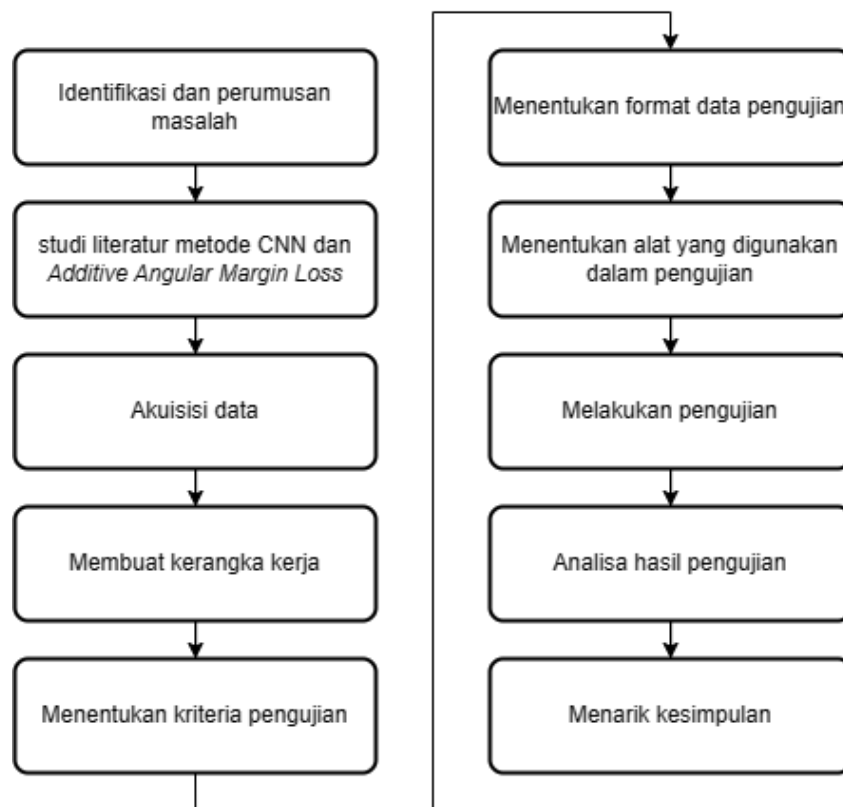 Identifikasi dan perumusan
masalah
studi literatur metode CNN dan
Additive Angular Margin Loss
Akuisisi data
Membuat kerangka kerja
Menentukan kriteria pengujian
Menentukan format data pengujian
Menentukan alat yang digunakan
dalam pengujian
Melakukan pengujian
Analisa hasil pengujian
Menarik kesimpulan